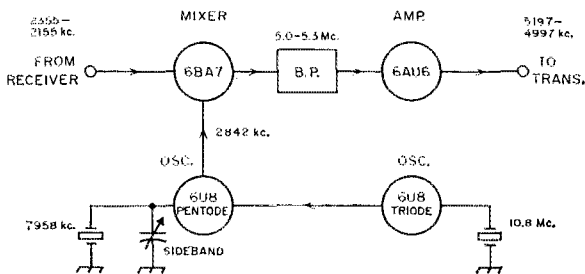 MIXER
AMP.
2355–
2155 kc.
5.0-5.3 Mc.
5197-
4997 kc.
FROM
RECEIVER
6BA7
B.P.
6AU6
TO
TRANS.
2842 kc.
OSC.
OSC.
6U8
PENTODE
6U8
TRIODE
7958 kc.
SIDEBAND
10.8 Mc.